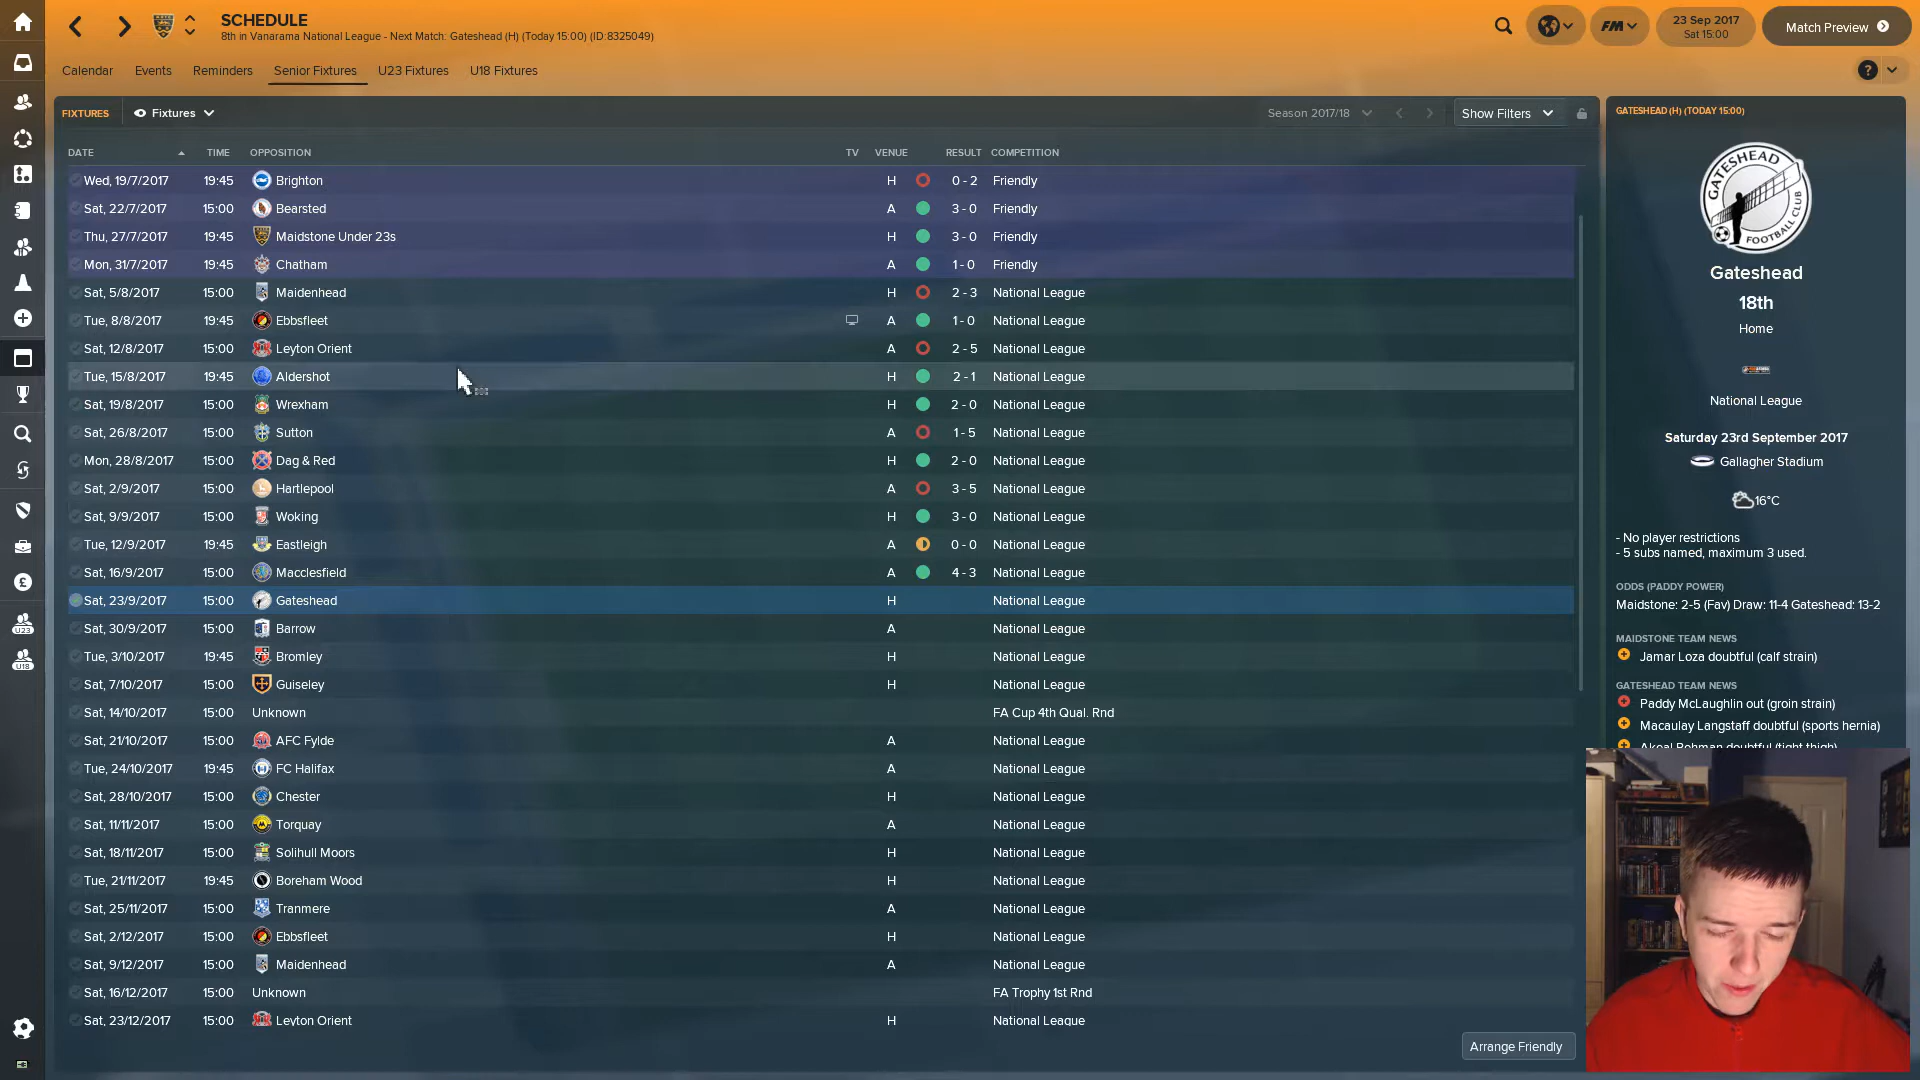 SCHEDULE
8th in Vanarama National League - Next Match: Gateshead (H) (Today 15:00) (ID:8325049)
FM
23 Sep 2017
Sat 15:00
Match Preview
Calendar Events Reminders Senior Fixtures U23 Fixtures U18 Fixtures
?
FIXTURES Fixtures Season 2017/18 Show Filters
DATE TIME OPPOSITION TV VENUE RESULT COMPETITION
Wed, 19/7/2017 19:45 Brighton H 0 - 2 Friendly
Sat, 22/7/2017 15:00 Bearsted A 3 - 0 Friendly
Thu, 27/7/2017 19:45 Maidstone Under 23s H 3 - 0 Friendly
Mon, 31/7/2017 19:45 Chatham A 1 - 0 Friendly
Sat, 5/8/2017 15:00 Maidenhead H 2 - 3 National League
Tue, 8/8/2017 19:45 Ebbsfleet A 1 - 0 National League
Sat, 12/8/2017 15:00 Leyton Orient A 2 - 5 National League
Tue, 15/8/2017 19:45 Aldershot H 2 - 1 National League
Sat, 19/8/2017 15:00 Wrexham H 2 - 0 National League
Sat, 26/8/2017 15:00 Sutton A 1 - 5 National League
Mon, 28/8/2017 15:00 Dag & Red H 2 - 0 National League
Sat, 2/9/2017 15:00 Hartlepool A 3 - 5 National League
Sat, 9/9/2017 15:00 Woking H 3 - 0 National League
Tue, 12/9/2017 19:45 Eastleigh A 0 - 0 National League
Sat, 16/9/2017 15:00 Macclesfield A 4 - 3 National League
Sat, 23/9/2017 15:00 Gateshead H National League
Sat, 30/9/2017 15:00 Barrow A National League
Tue, 3/10/2017 19:45 Bromley H National League
Sat, 7/10/2017 15:00 Guiseley H National League
Sat, 14/10/2017 15:00 Unknown FA Cup 4th Qual. Rnd
Sat, 21/10/2017 15:00 AFC Fylde A National League
Tue, 24/10/2017 19:45 FC Halifax A National League
Sat, 28/10/2017 15:00 Chester H National League
Sat, 11/11/2017 15:00 Torquay A National League
Sat, 18/11/2017 15:00 Solihull Moors H National League
Tue, 21/11/2017 19:45 Boreham Wood H National League
Sat, 25/11/2017 15:00 Tranmere A National League
Sat, 2/12/2017 15:00 Ebbsfleet H National League
Sat, 9/12/2017 15:00 Maidenhead A National League
Sat, 16/12/2017 15:00 Unknown FA Trophy 1st Rnd
Sat, 23/12/2017 15:00 Leyton Orient H National League
Arrange Friendly
U23
U18
GATESHEAD (H) (TODAY 15:00)
GATESHEAD
FOOTBALL CLUB
Gateshead
18th
Home
National League
Saturday 23rd September 2017
Gallagher Stadium
16°C
- No player restrictions
- 5 subs named, maximum 3 used.
ODDS (PADDY POWER)
Maidstone: 2-5 (Fav) Draw: 11-4 Gateshead: 13-2
MAIDSTONE TEAM NEWS
Jamar Loza doubtful (calf strain)
GATESHEAD TEAM NEWS
Paddy McLaughlin out (groin strain)
Macaulay Langstaff doubtful (sports hernia)
doubtful (tight thigh)